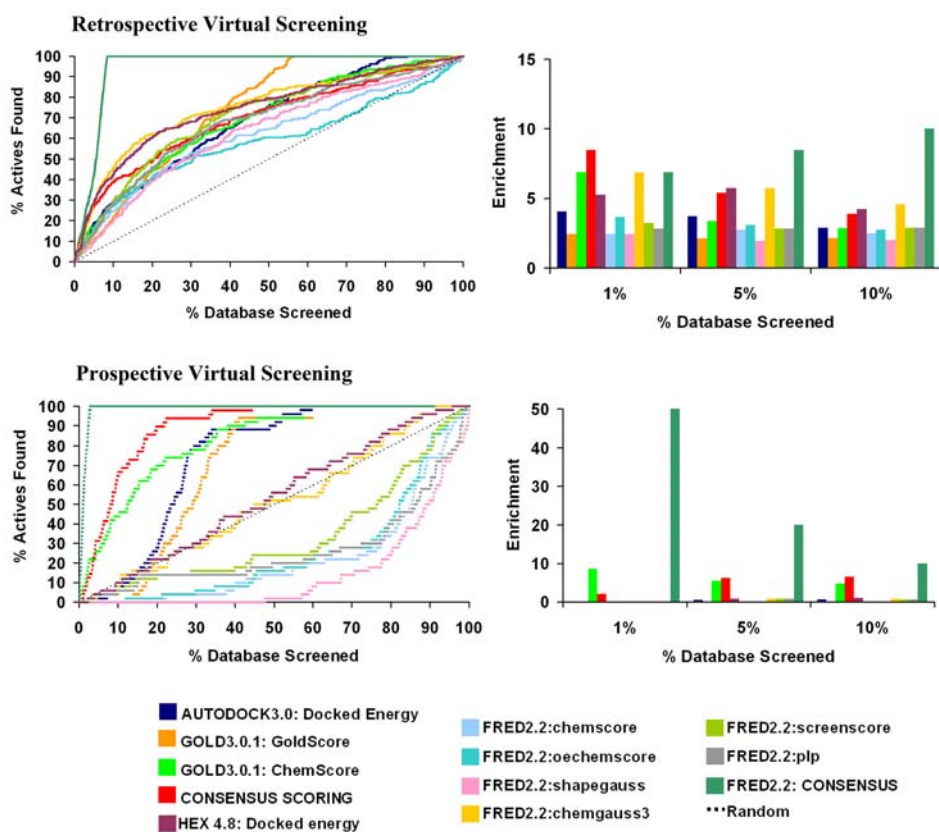 Retrospective Virtual Screening
% Actives Found
100
90
80
70
60
50
40
30
20
10
0
0 10 20 30 40 50 60 70 80 90 100
% Database Screened
Enrichment
15
10
5
0
1% 5% 10%
% Database Screened
Prospective Virtual Screening
% Actives Found
100
90
80
70
60
50
40
30
20
10
0
0 10 20 30 40 50 60 70 80 90 100
% Database Screened
Enrichment
50
40
30
20
10
0
1% 5% 10%
% Database Screened
AUTODOCK3.0: Docked Energy
GOLD3.0.1: GoldScore
GOLD3.0.1: ChemScore
CONSENSUS SCORING
HEX 4.8: Docked energy
FRED2.2:chemscore
FRED2.2:oechemscore
FRED2.2:shapegauss
FRED2.2:chemgauss3
FRED2.2:screenscore
FRED2.2:plp
FRED2.2: CONSENSUS
Random